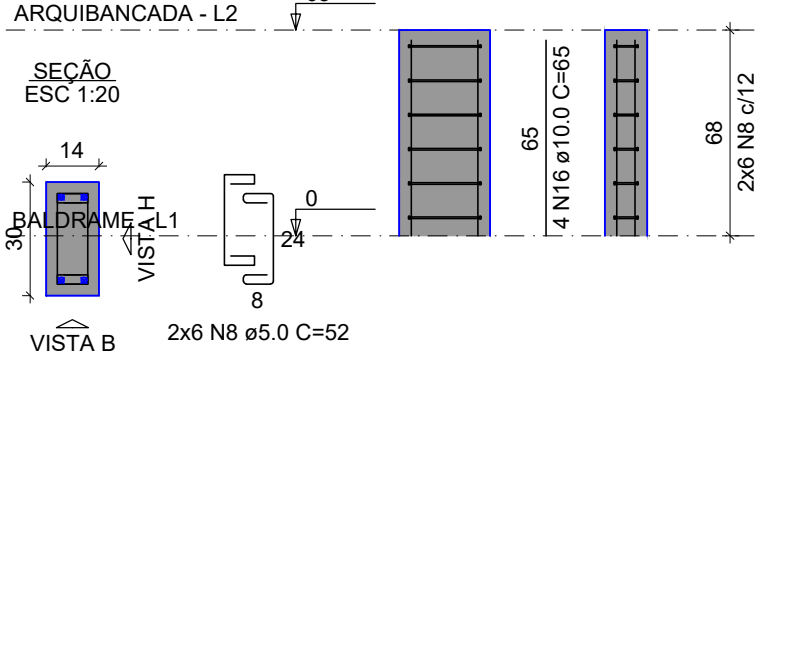 ARQUIBANCADA - L2
SEÇÃO
ESC 1:20
14
30
BALDRAME - L1
VISTA H
VISTA B
0
24
8
2x6 N8 ø5.0 C=52
65
4 N16 ø10.0 C=65
68
2x6 N8 c/12